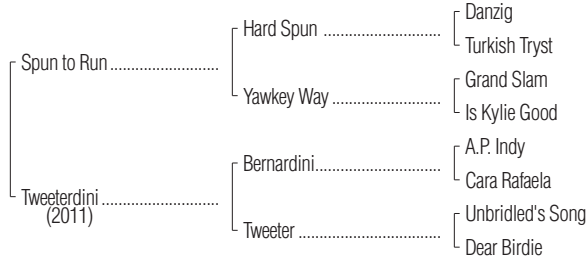 Danzig
Hard Spun
Turkish Tryst
Spun to Run
Grand Slam
Yawkey Way
Is Kylie Good
A.P. Indy
Bernardini
Cara Rafaela
Tweeterdini
(2011)
Unbridled's Song
Tweeter
Dear Birdie